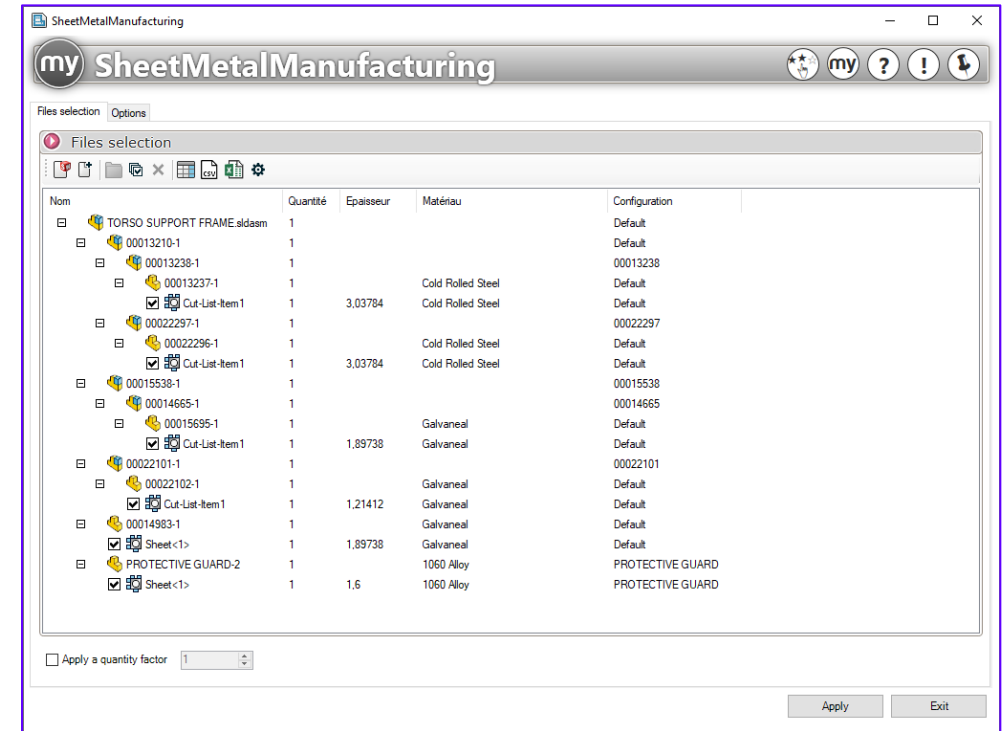 SheetMetalManufacturing
my SheetMetalManufacturing my ? !
Files selection Options
Files selection
CSV
Nom Quantité Epaisseur Matériau Configuration
TORSO SUPPORT FRAME.sldasm 1 Default
00013210-1 1 Default
00013238-1 1 00013238
00013237-1 1 Cold Rolled Steel Default
Cut-List-Item1 1 3,03784 Cold Rolled Steel Default
00022297-1 1 00022297
00022296-1 1 Cold Rolled Steel Default
Cut-List-Item1 1 3,03784 Cold Rolled Steel Default
00015538-1 1 00015538
00014665-1 1 00014665
00015695-1 1 Galvaneal Default
Cut-List-Item1 1 1,89738 Galvaneal Default
00022101-1 1 00022101
00022102-1 1 Galvaneal Default
Cut-List-Item1 1 1,21412 Galvaneal Default
00014983-1 1 Galvaneal Default
Sheet<1> 1 1,89738 Galvaneal Default
PROTECTIVE GUARD-2 1 1060 Alloy PROTECTIVE GUARD
Sheet<1> 1 1,6 1060 Alloy PROTECTIVE GUARD
Apply a quantity factor 1
Apply Exit